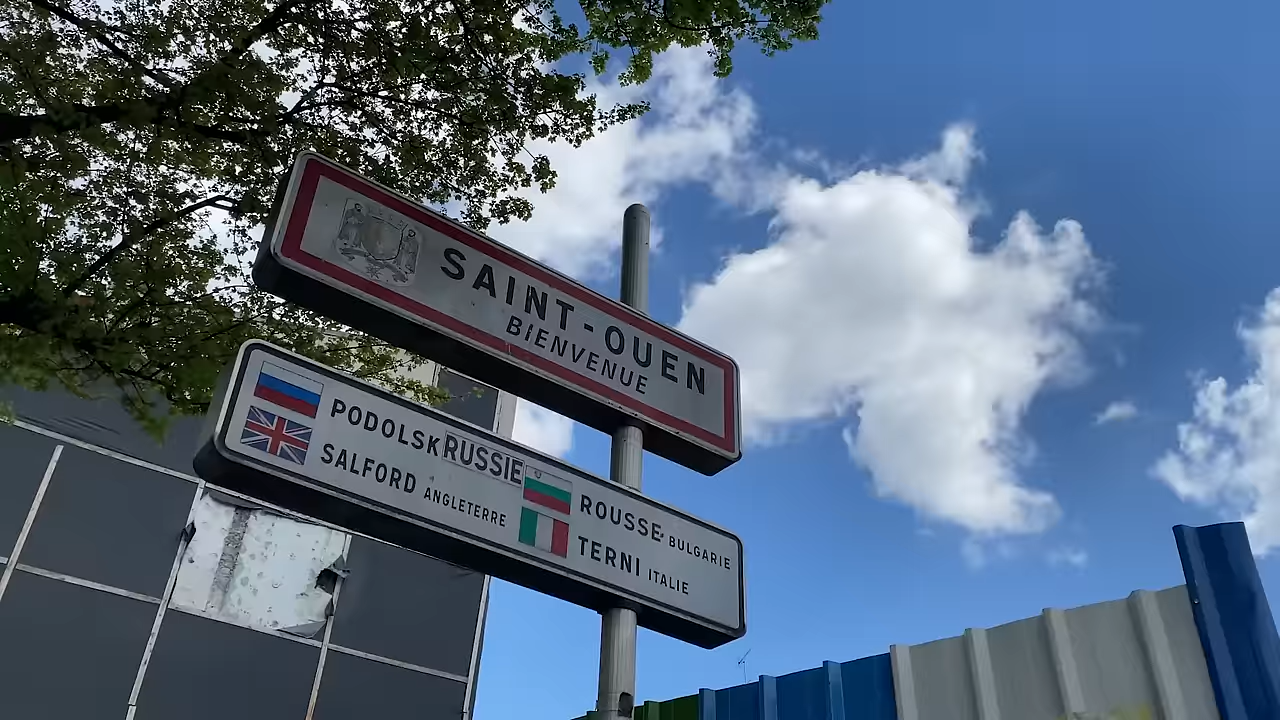 SAINT-OUEN
BIENVENUE
PODOLSK RUSSIE
SALFORD ANGLETERRE
ROUSSE BULGARIE
TERNI ITALIE